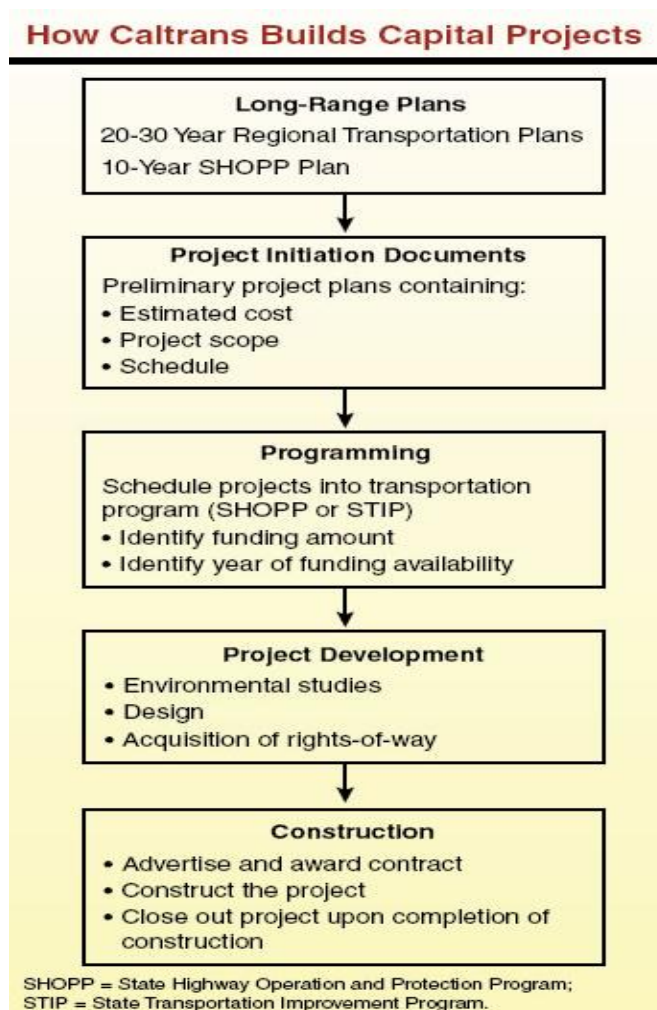 How Caltrans Builds Capital Projects
Long-Range Plans
20-30 Year Regional Transportation Plans
10-Year SHOPP Plan
Project Initiation Documents
Preliminary project plans containing:
• Estimated cost
• Project scope
• Schedule
Programming
Schedule projects into transportation
program (SHOPP or STIP)
• Identify funding amount
• Identify year of funding availability
Project Development
• Environmental studies
• Design
• Acquisition of rights-of-way
Construction
• Advertise and award contract
• Construct the project
• Close out project upon completion of
construction
SHOPP = State Highway Operation and Protection Program;
STIP = State Transportation Improvement Program.